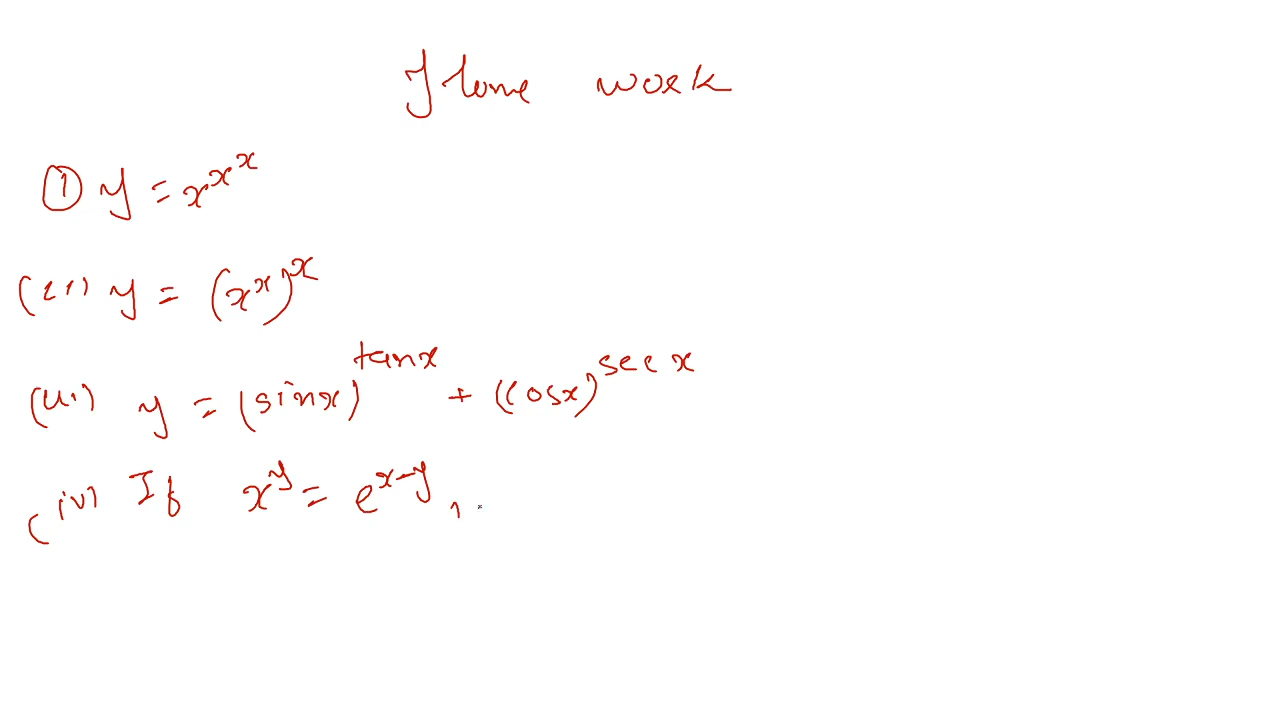 Home work
① y = x^x^x
(ii) y = (x^x)^x
(iii) y = (sinx)^tanx + (cosx)^secx
(iv) If x^y = e^x-y,